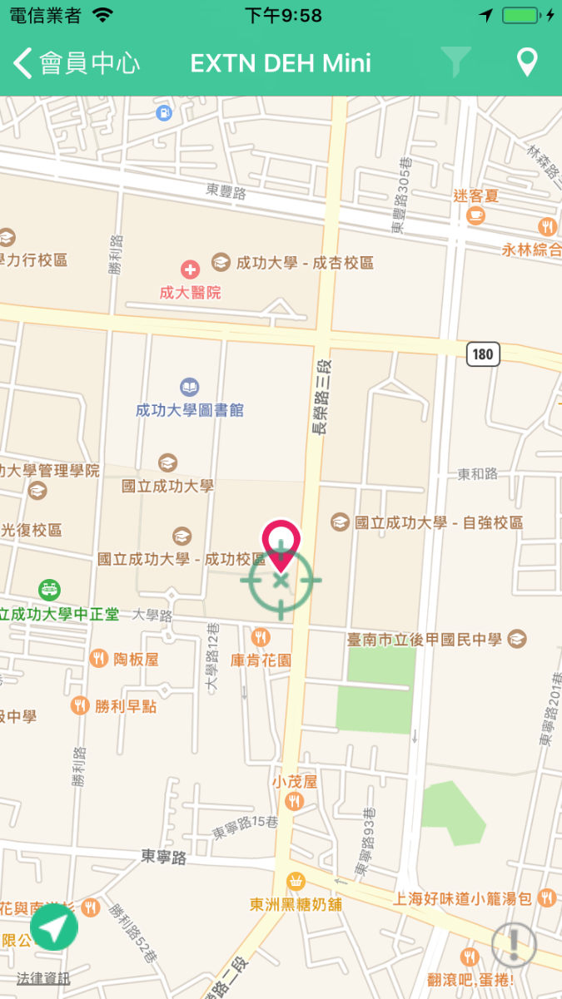 電信業者
下午9:58
會員中心
EXTN DEH Mini
東豐路
東豐路305巷
迷客夏
永林綜合
學力行校區
勝利路
成功大學 - 成杏校區
成大醫院
180
長榮路三段
成功大學圖書館
功大學管理學院
國立成功大學
東和路
光復校區
國立成功大學 - 自強校區
國立成功大學 - 成功校區
立成功大學中正堂
大學路
大學路12巷
庫肯花園
臺南市立後甲國民中學
陶板屋
勝利早點
級中學
東寧路201巷
勝利路
小茂屋
東寧路15巷
東寧路93巷
東寧路
東洲黑糖奶舖
上海好味道小籠湯包
勝利路52巷
限公
翻滾吧,蛋捲!
法律資訊
榮路二段